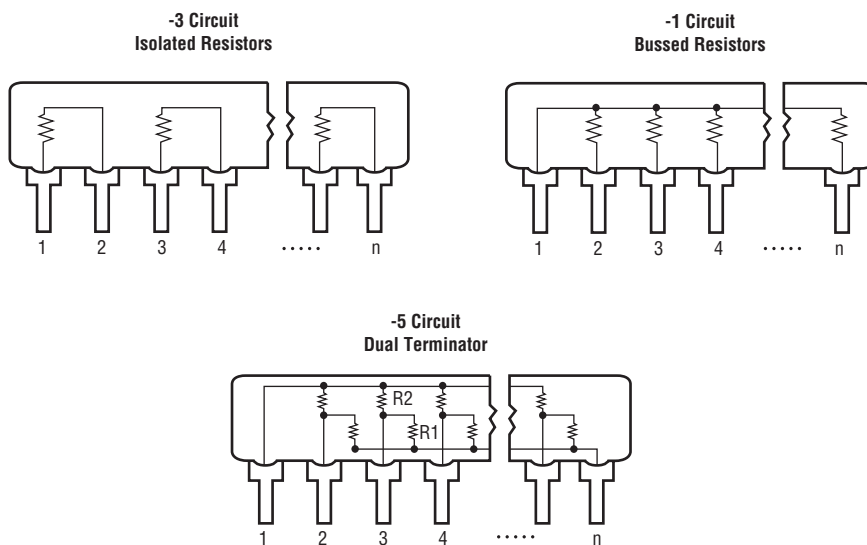 -3 Circuit
Isolated Resistors
1 2 3 4 ..... n
-1 Circuit
Bussed Resistors
1 2 3 4 ..... n
-5 Circuit
Dual Terminator
R2
R1
1 2 3 4 ..... n